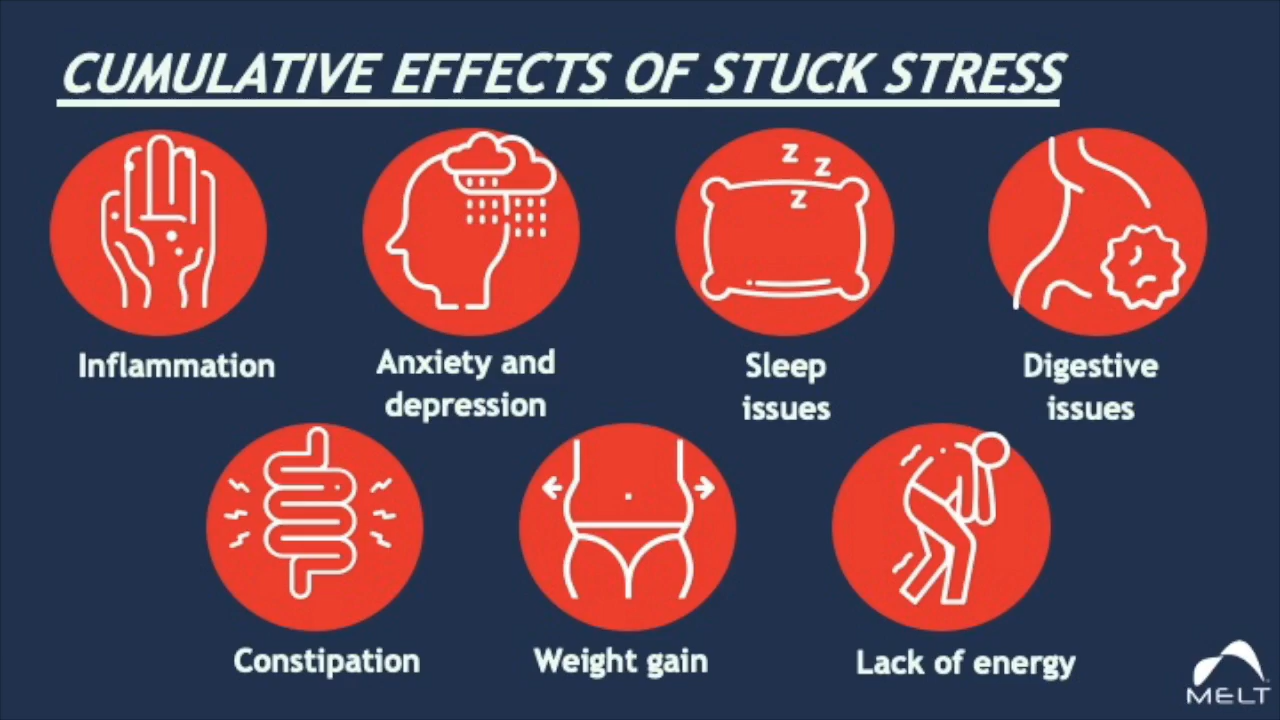 CUMULATIVE EFFECTS OF STUCK STRESS
z
z
z
Inflammation
Anxiety and
depression
Sleep
issues
Digestive
issues
Constipation
Weight gain
Lack of energy
MELT